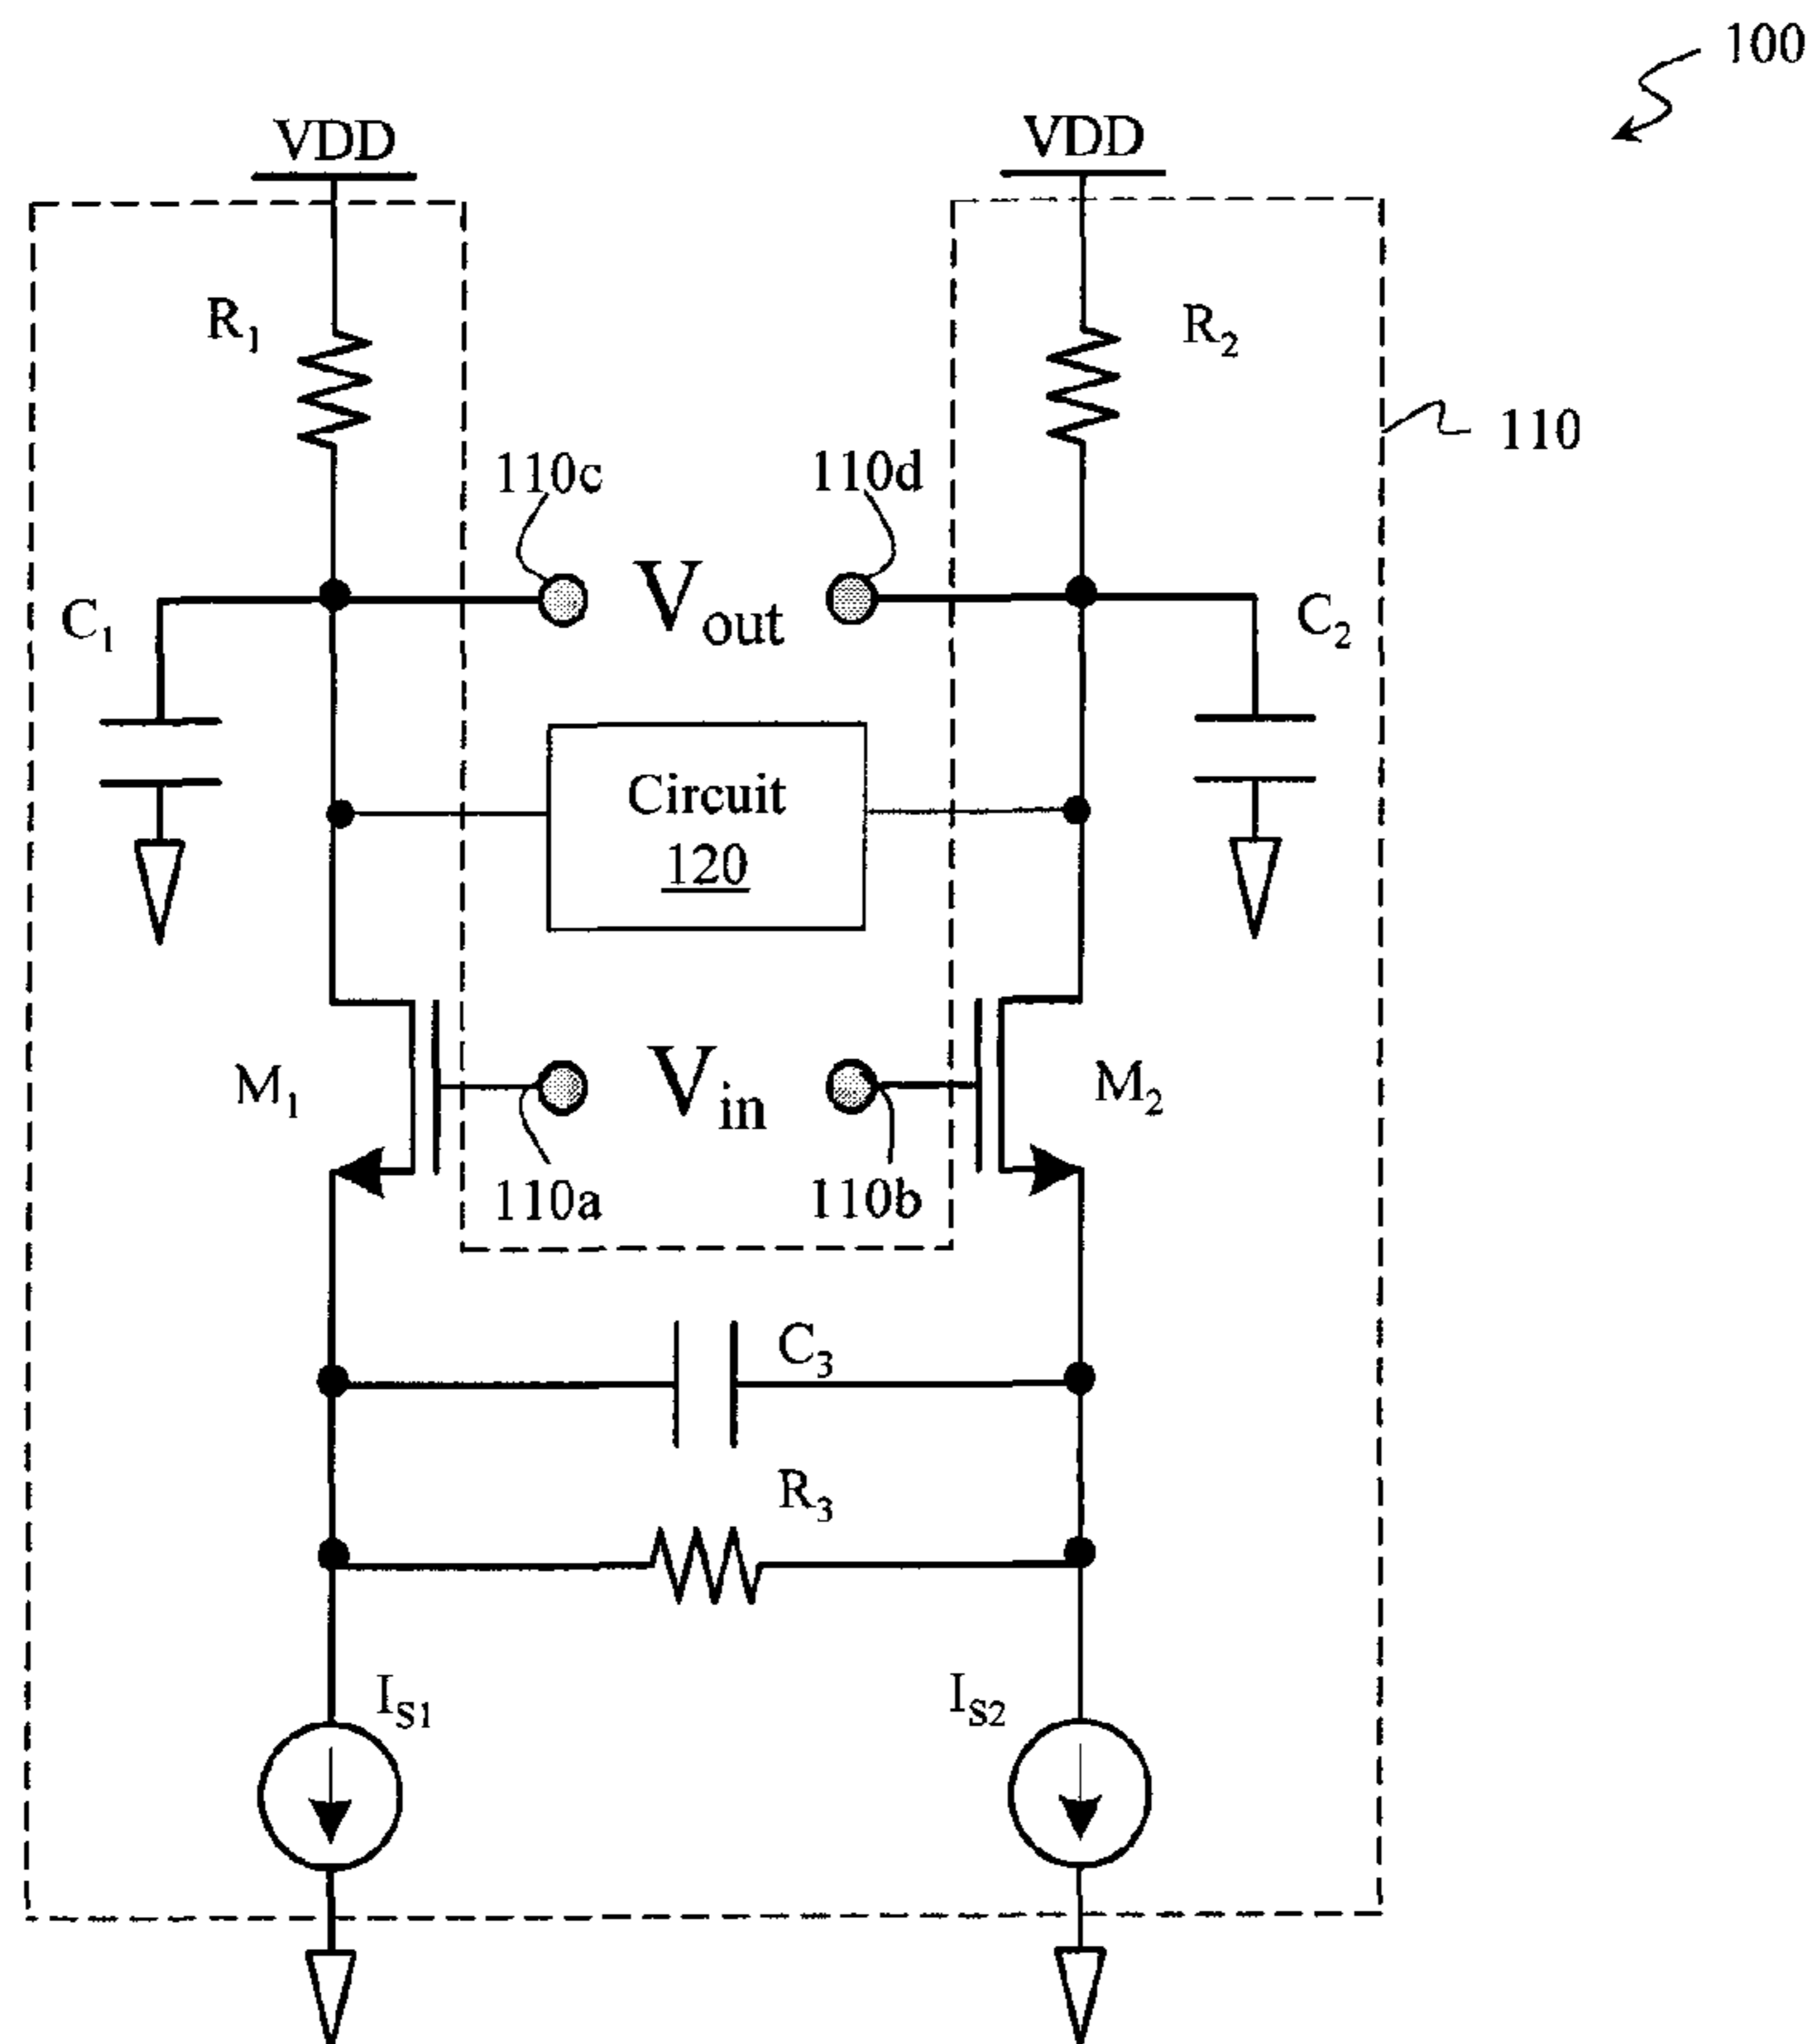 100
VDD
VDD
R1
R2
110
110c
110d
Vout
C1
C2
Circuit
120
M1
Vin
M2
110a
110b
C3
R3
IS1
IS2